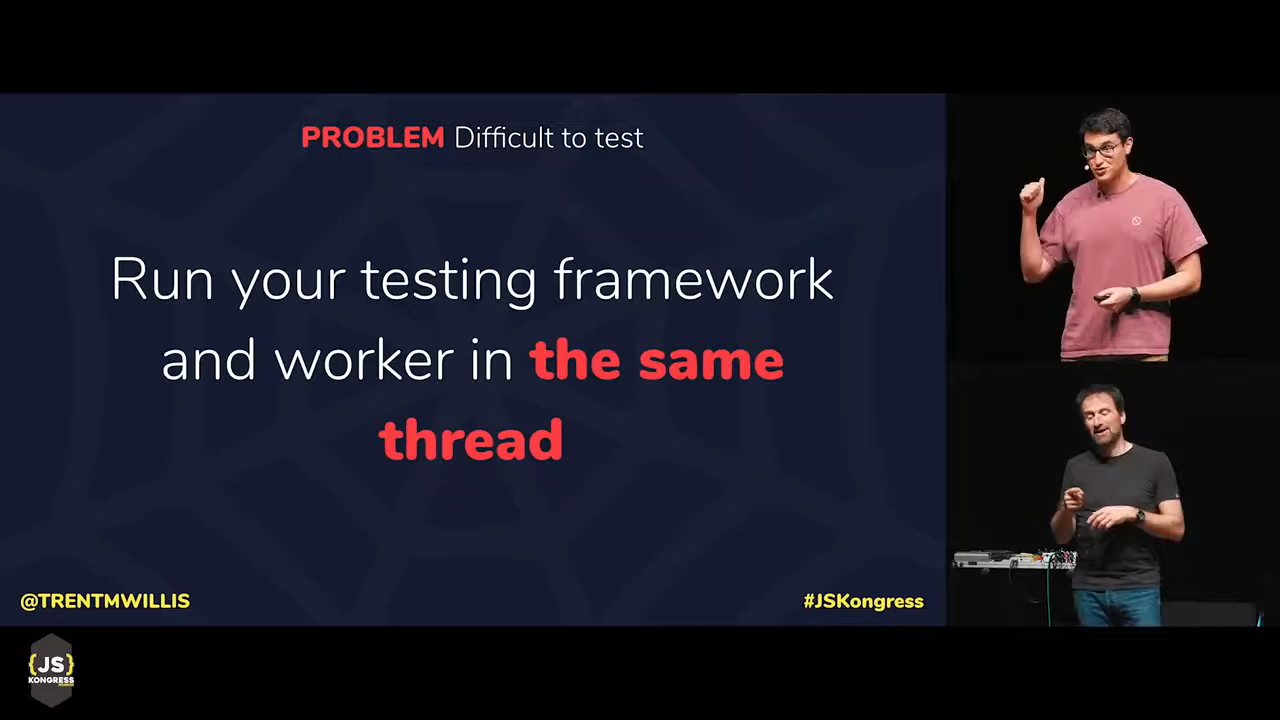 PROBLEM Difficult to test
Run your testing framework
and worker in the same
thread
@TRENTMWILLIS
#JSKongress
{JS}
KONGRESS